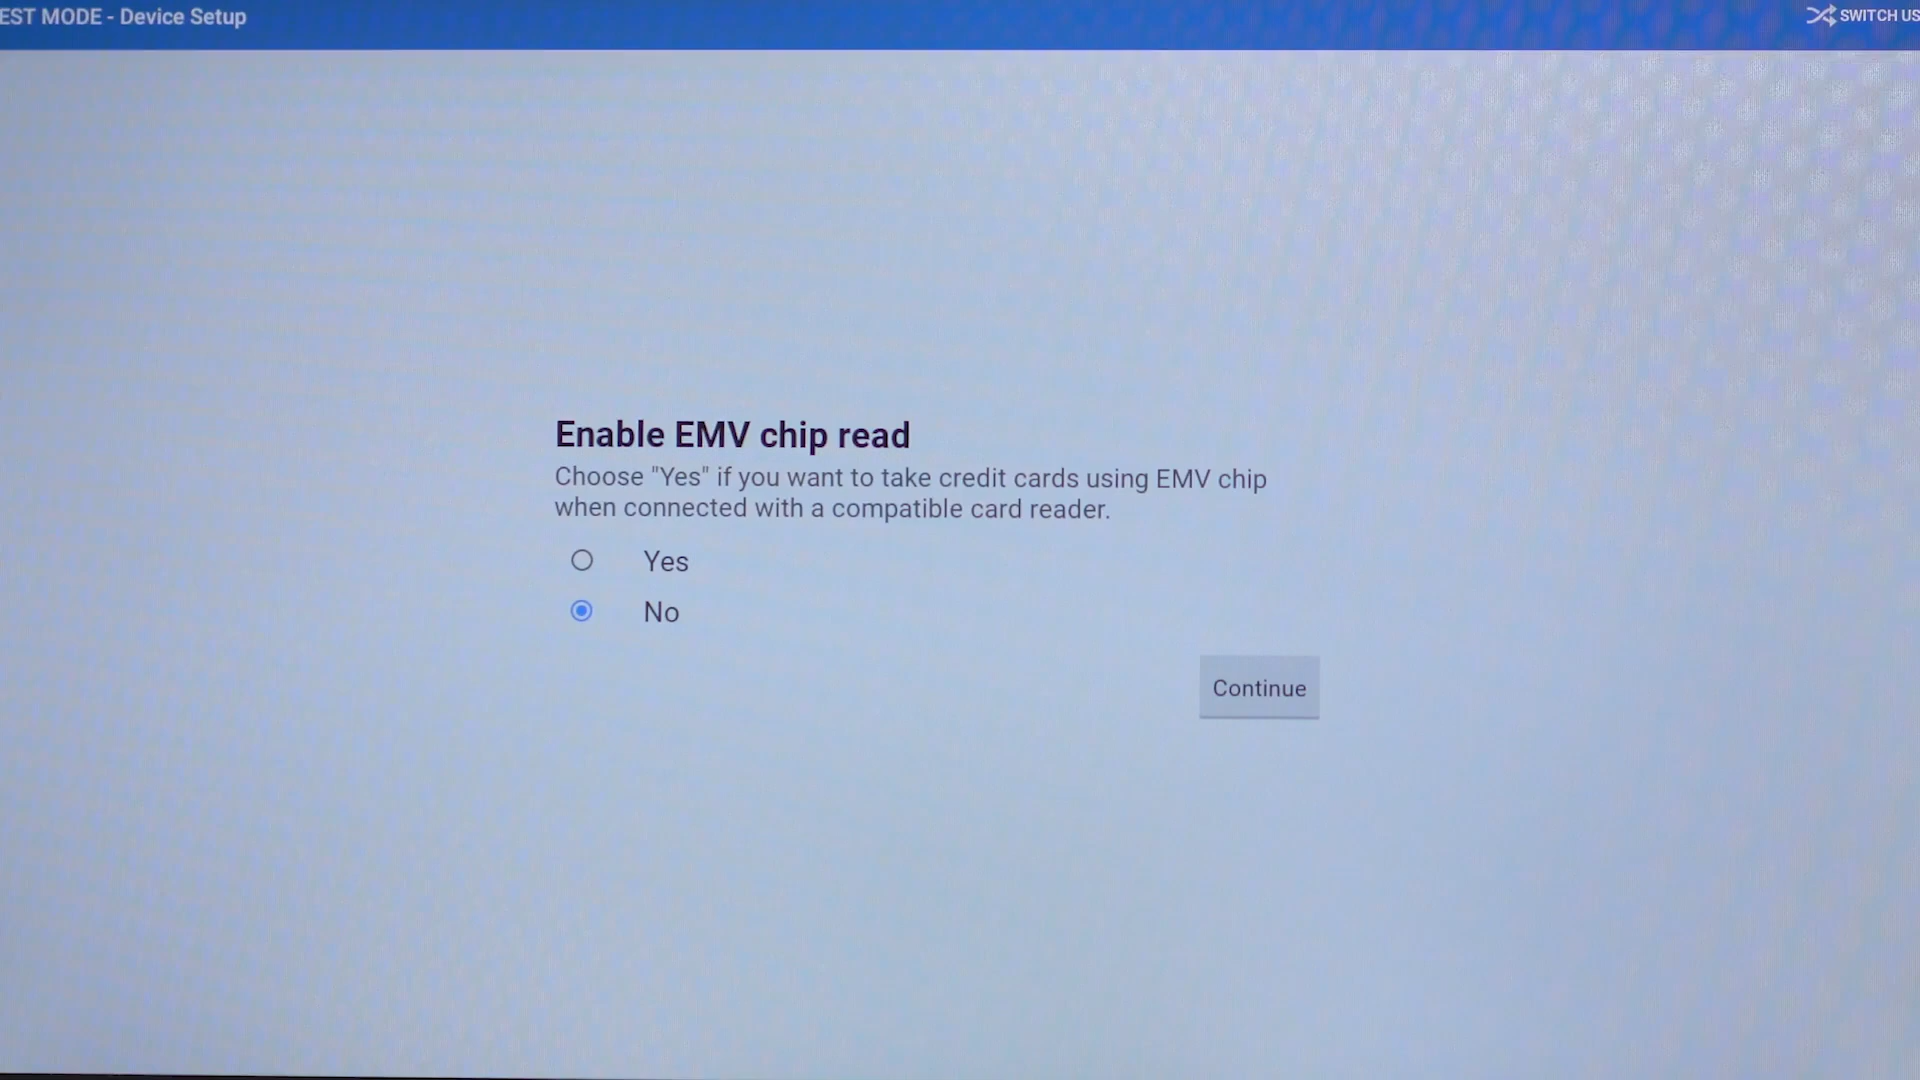 EST MODE - Device Setup
SWITCH US
Enable EMV chip read
Choose "Yes" if you want to take credit cards using EMV chip
when connected with a compatible card reader.
Yes
No
Continue